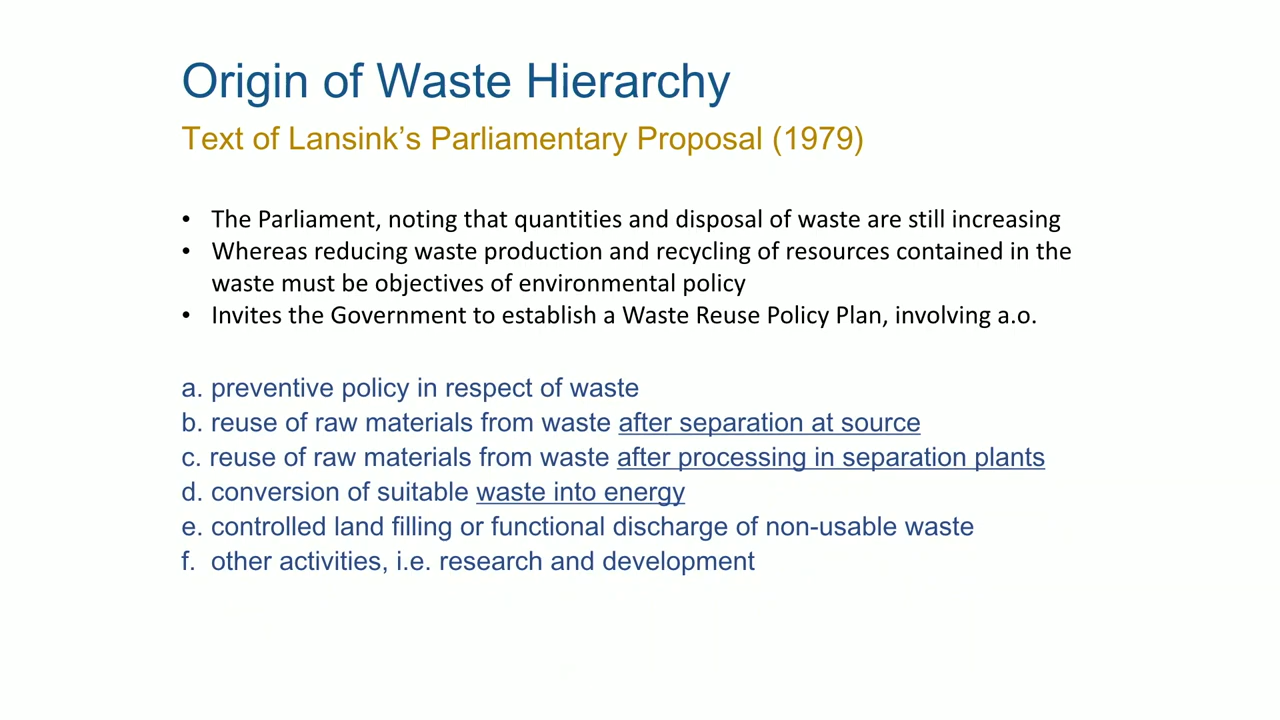 Origin of Waste Hierarchy
Text of Lansink’s Parliamentary Proposal (1979)
• The Parliament, noting that quantities and disposal of waste are still increasing
• Whereas reducing waste production and recycling of resources contained in the
waste must be objectives of environmental policy
• Invites the Government to establish a Waste Reuse Policy Plan, involving a.o.
a. preventive policy in respect of waste
b. reuse of raw materials from waste after separation at source
c. reuse of raw materials from waste after processing in separation plants
d. conversion of suitable waste into energy
e. controlled land filling or functional discharge of non-usable waste
f. other activities, i.e. research and development